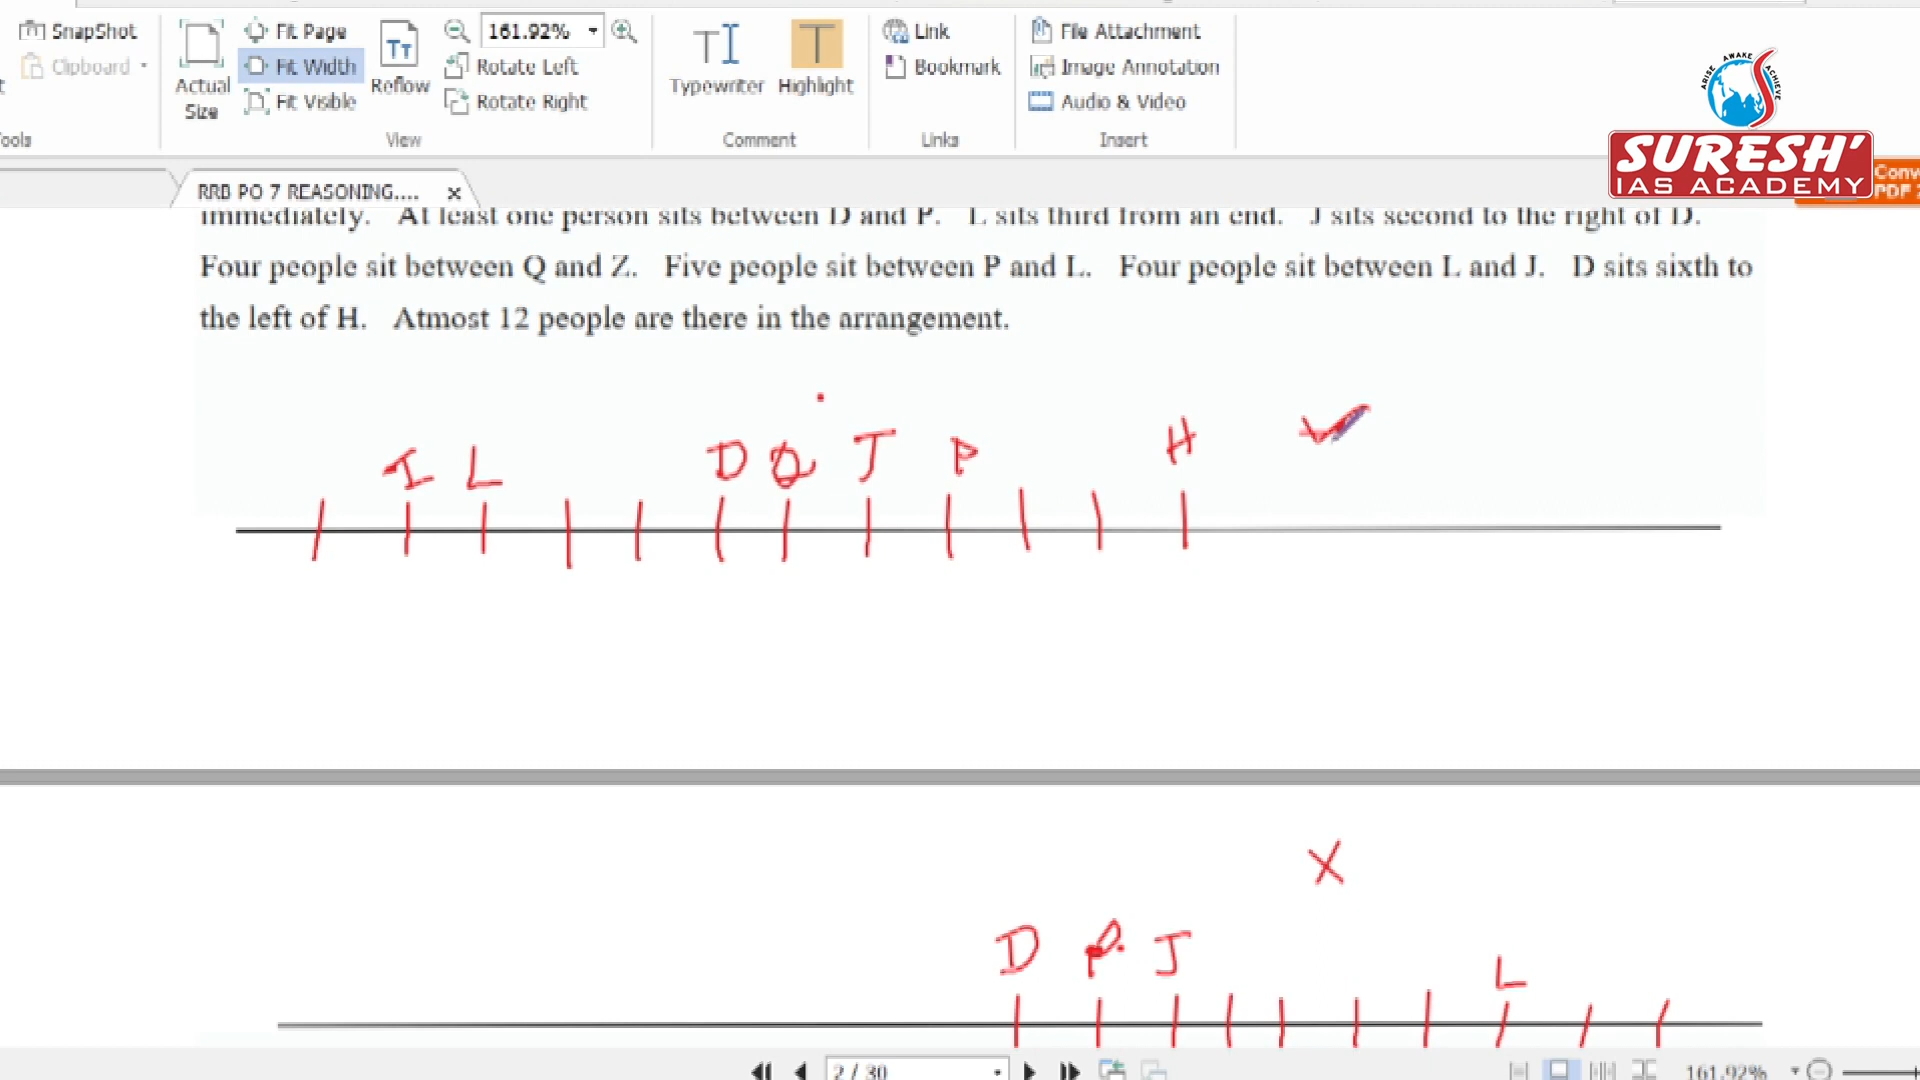 SnapShot
Clipboard
Tools
Actual Size
Fit Page
Fit Width
Fit Visible
Reflow
161.92%
Rotate Left
Rotate Right
View
Typewriter
Highlight
Comment
Link
Bookmark
Links
File Attachment
Image Annotation
Audio & Video
Insert
ARISE AWAKE ACHIEVE
SURESH'
IAS ACADEMY
RRB PO 7 REASONING....
immediately. At least one person sits between D and P. L sits third from an end. J sits second to the right of D.
Four people sit between Q and Z. Five people sit between P and L. Four people sit between L and J. D sits sixth to
the left of H. Atmost 12 people are there in the arrangement.
I L D Q J P H
X
D P J L
2 / 30
161.92%